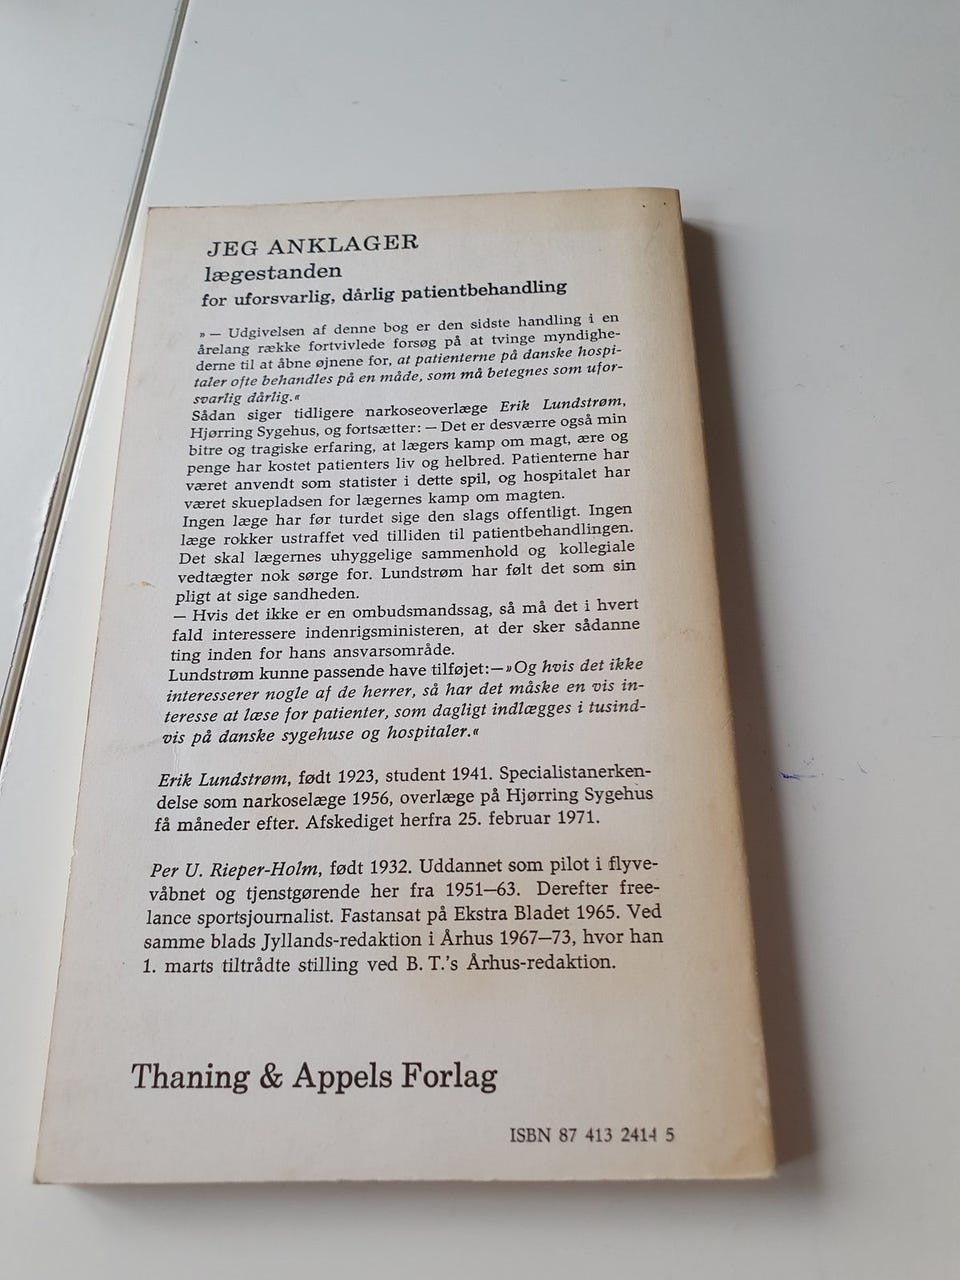 JEG ANKLAGER
lægestanden
for uforsvarlig, dårlig patientbehandling
»— Udgivelsen af denne bog er den sidste handling i en
årelang række fortvivlede forsøg på at tvinge myndighe-
derne til at åbne øjnene for, at patienterne på danske hospi-
taler ofte behandles på en måde, som må betegnes som ufor-
svarlig dårlig.«
Sådan siger tidligere narkoseoverlæge Erik Lundstrøm,
Hjørring Sygehus, og fortsætter: — Det er desværre også min
bitre og tragiske erfaring, at lægers kamp om magt, ære og
penge har kostet patienters liv og helbred. Patienterne har
været anvendt som statister i dette spil, og hospitalet har
været skuepladsen for lægernes kamp om magten.
Ingen læge har før turdet sige den slags offentligt. Ingen
læge rokker ustraffet ved tilliden til patientbehandlingen.
Det skal lægernes uhyggelige sammenhold og kollegiale
vedtægter nok sørge for. Lundstrøm har følt det som sin
pligt at sige sandheden.
— Hvis det ikke er en ombudsmandssag, så må det i hvert
fald interessere indenrigsministeren, at der sker sådanne
ting inden for hans ansvarsområde.
Lundstrøm kunne passende have tilføjet:—»Og hvis det ikke
interesserer nogle af de herrer, så har det måske en vis in-
teresse at læse for patienter, som dagligt indlægges i tusind-
vis på danske sygehuse og hospitaler.«
Erik Lundstrøm, født 1923, student 1941. Specialistanerken-
delse som narkoselæge 1956, overlæge på Hjørring Sygehus
få måneder efter. Afskediget herfra 25. februar 1971.
Per U. Rieper-Holm, født 1932. Uddannet som pilot i flyve-
våbnet og tjenstgørende her fra 1951—63. Derefter free-
lance sportsjournalist. Fastansat på Ekstra Bladet 1965. Ved
samme blads Jyllands-redaktion i Århus 1967—73, hvor han
1. marts tiltrådte stilling ved B. T.'s Århus-redaktion.
Thaning & Appels Forlag
ISBN 87 413 2414 5